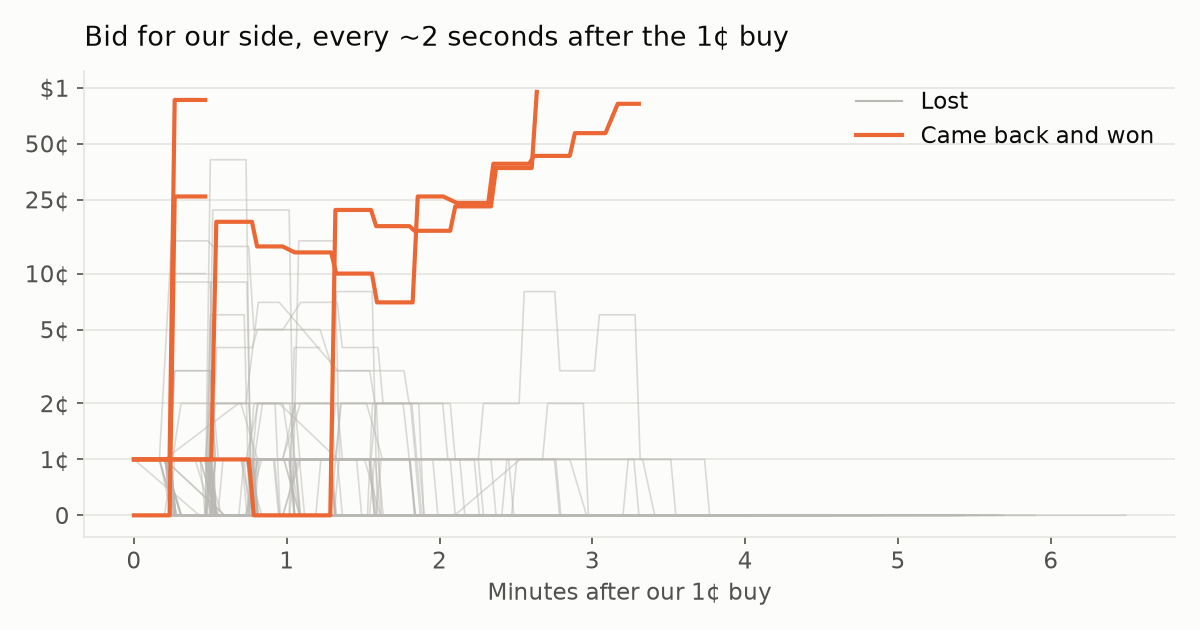 Bid for our side, every ~2 seconds after the 1¢ buy
$1
50¢
25¢
10¢
5¢
2¢
1¢
0
Lost
Came back and won
0 1 2 3 4 5 6
Minutes after our 1¢ buy